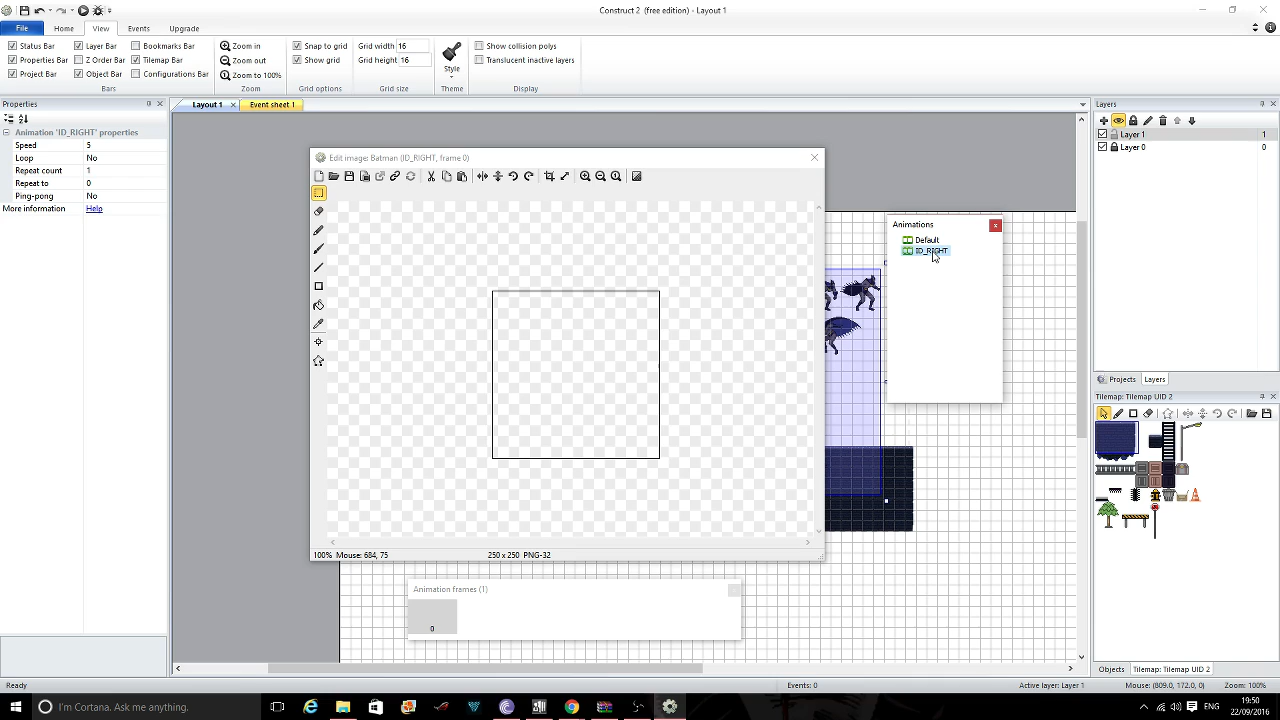 Construct 2 (free edition) - Layout 1
File Home View Events Upgrade
Status Bar Layer Bar Bookmarks Bar Zoom in Snap to grid Grid width 16 Show collision polys
Properties Bar Z Order Bar Tilemap Bar Zoom out Show grid Grid height 16 Style Translucent inactive layers
Project Bar Object Bar Configurations Bar Zoom to 100%
Bars Zoom Grid options Grid size Theme Display
Properties Layout 1 Event sheet 1 Layers
Animation 'ID_RIGHT' properties
Speed 5
Loop No
Repeat count 1
Repeat to 0
Ping-pong No
More information Help
Edit image: Batman (ID_RIGHT, frame 0)
100% Mouse: 684, 75 250 x 250 PNG-32
Animation frames (1)
0
Animations
Default
ID_RIGHT
Layer 1 1
Layer 0 0
Projects Layers
Tilemap: Tilemap UID 2
Objects Tilemap: Tilemap UID 2
Ready Events: 0 Active layer: Layer 1 Mouse: (809.0, 172.0, 0) Zoom: 100%
I'm Cortana. Ask me anything. 19:50
22/09/2016